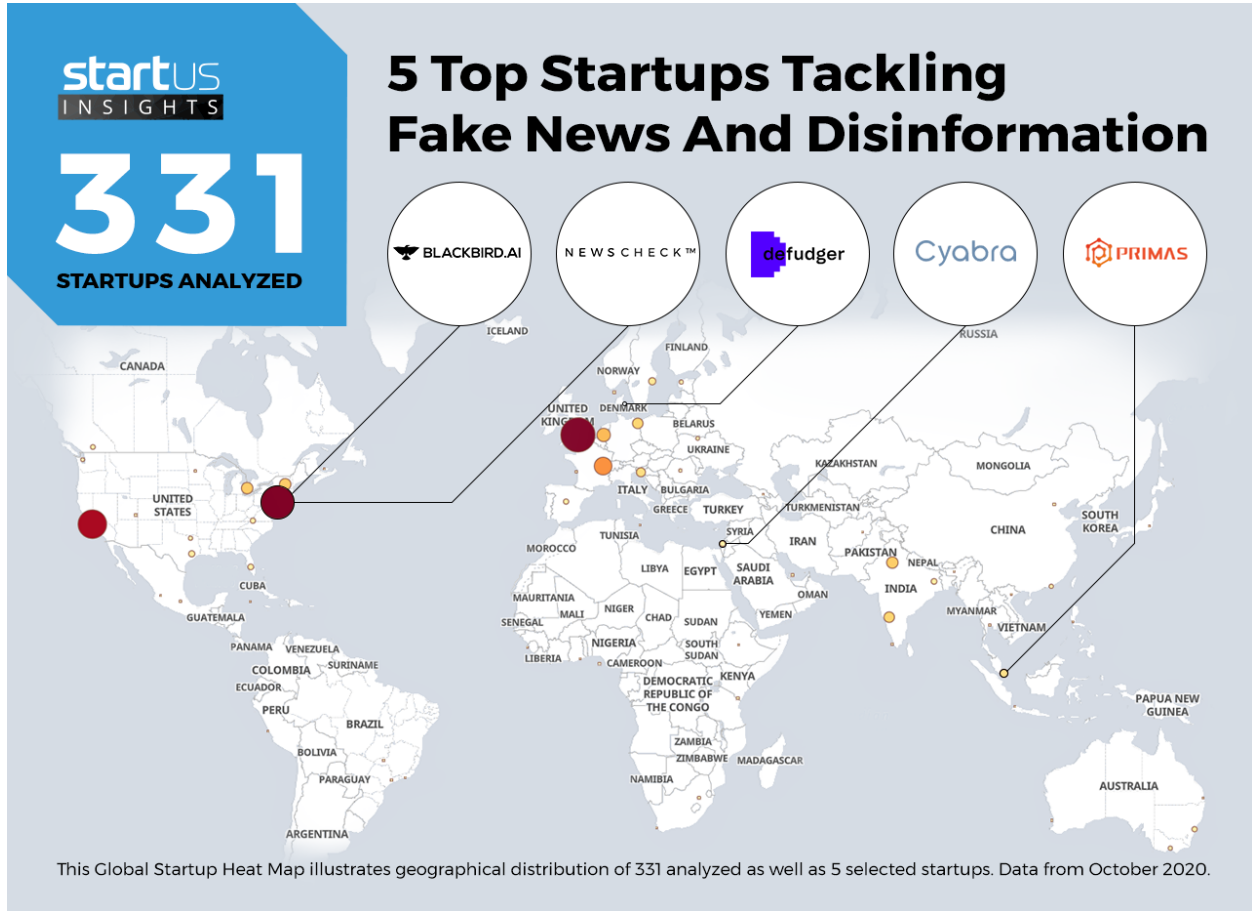 startus
INSIGHTS
331
STARTUPS ANALYZED
5 Top Startups Tackling
Fake News And Disinformation
BLACKBIRD.AI
NEWSCHECK™
defudger
Cyabra
PRIMAS
ICELAND
RUSSIA
FINLAND
CANADA
NORWAY
UNITED
KINGDOM
DENMARK
BELARUS
UKRAINE
KAZAKHSTAN
MONGOLIA
UNITED
STATES
ITALY
BULGARIA
GREECE
TURKEY
TURKMENISTAN
SOUTH
KOREA
CHINA
SYRIA
TUNISIA
IRAN
MOROCCO
PAKISTAN
NEPAL
LIBYA
EGYPT
SAUDI
ARABIA
CUBA
INDIA
OMAN
MAURITANIA
MALI
NIGER
CHAD
SUDAN
YEMEN
MYANMAR
GUATEMALA
SENEGAL
VIETNAM
PANAMA
VENEZUELA
NIGERIA
SOUTH
SUDAN
LIBERIA
CAMEROON
COLOMBIA
SURINAME
KENYA
ECUADOR
DEMOCRATIC
REPUBLIC OF
THE CONGO
PAPUA NEW
GUINEA
PERU
BRAZIL
ZAMBIA
BOLIVIA
ZIMBABWE
MADAGASCAR
PARAGUAY
NAMIBIA
AUSTRALIA
ARGENTINA
This Global Startup Heat Map illustrates geographical distribution of 331 analyzed as well as 5 selected startups. Data from October 2020.